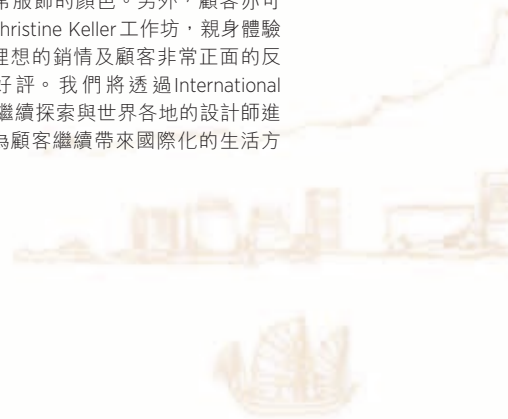 常服飾的顏色。另外，顧客亦可
hristine Keller工作坊，親身體驗
理想的銷情及顧客非常正面的反
好評。我們將透過International
繼續探索與世界各地的設計師進
為顧客繼續帶來國際化的生活方